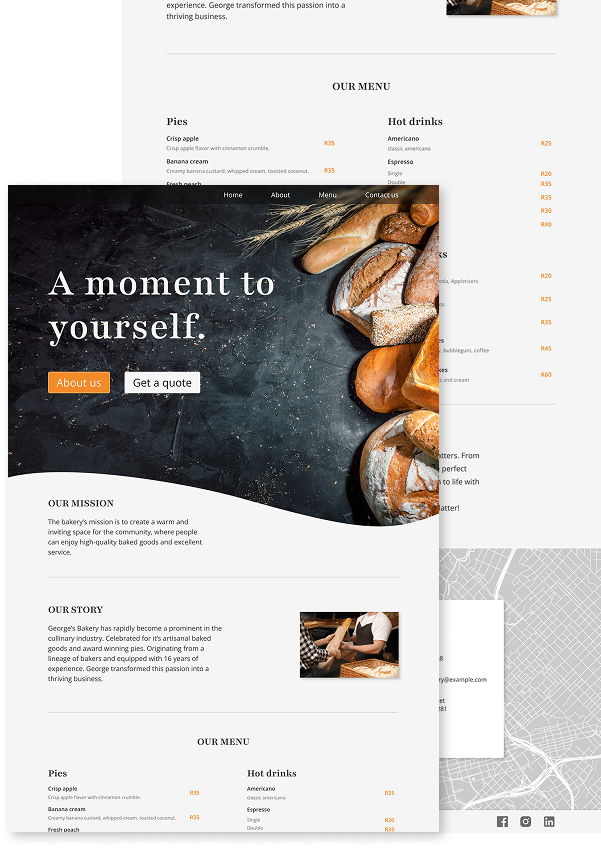 experience. George transformed this passion into a
thriving business.
OUR MENU
Pies
Crisp apple
Crisp apple flavor with cinnamon crumble.
R35
Banana cream
Creamy banana custard, whipped cream, toasted coconut.
R35
Fresh peach
Hot drinks
Americano
classic americano
R25
Espresso
Single
R20
Double
R35
R35
R30
R40
ks
R20
oda, Appletisers
R25
R35
es
R45
, bubblegum, coffee
kes
R60
s and cream
atters. From
e perfect
n to life with
latter!
ry@example.com
et
281
Home
About
Menu
Contact us
A moment to
yourself.
About us
Get a quote
OUR MISSION
The bakery's mission is to create a warm and
inviting space for the community, where people
can enjoy high-quality baked goods and excellent
service.
OUR STORY
George's Bakery has rapidly become a prominent in the
cullinary industry. Celebrated for it's artisanal baked
goods and award winning pies. Originating from a
lineage of bakers and equipped with 16 years of
experience. George transformed this passion into a
thriving business.
OUR MENU
Pies
Crisp apple
Crisp apple flavor with cinnamon crumble.
R35
Banana cream
Creamy banana custard, whipped cream, toasted coconut.
R35
Fresh peach
Hot drinks
Americano
classic americano
R25
Espresso
Single
R20
Double
R35